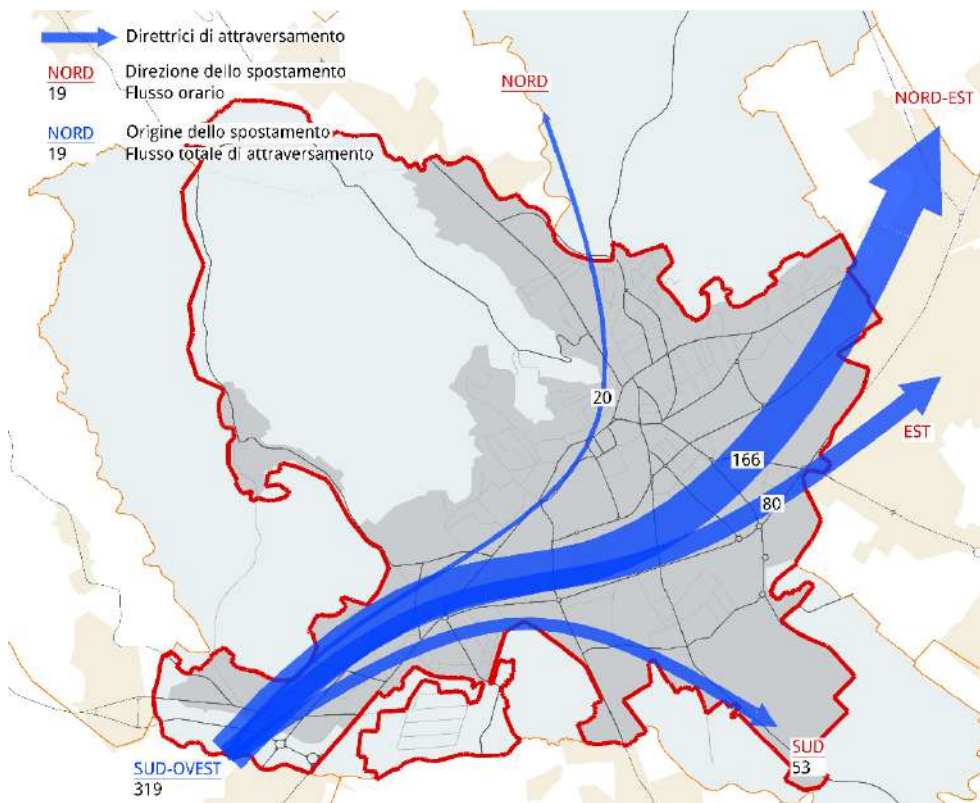 Direttrici di attraversamento
NORD
19
Direzione dello spostamento
Flusso orario
NORD
19
Origine dello spostamento
Flusso totale di attraversamento
NORD
NORD-EST
20
EST
166
80
SUD
53
SUD-OVEST
319